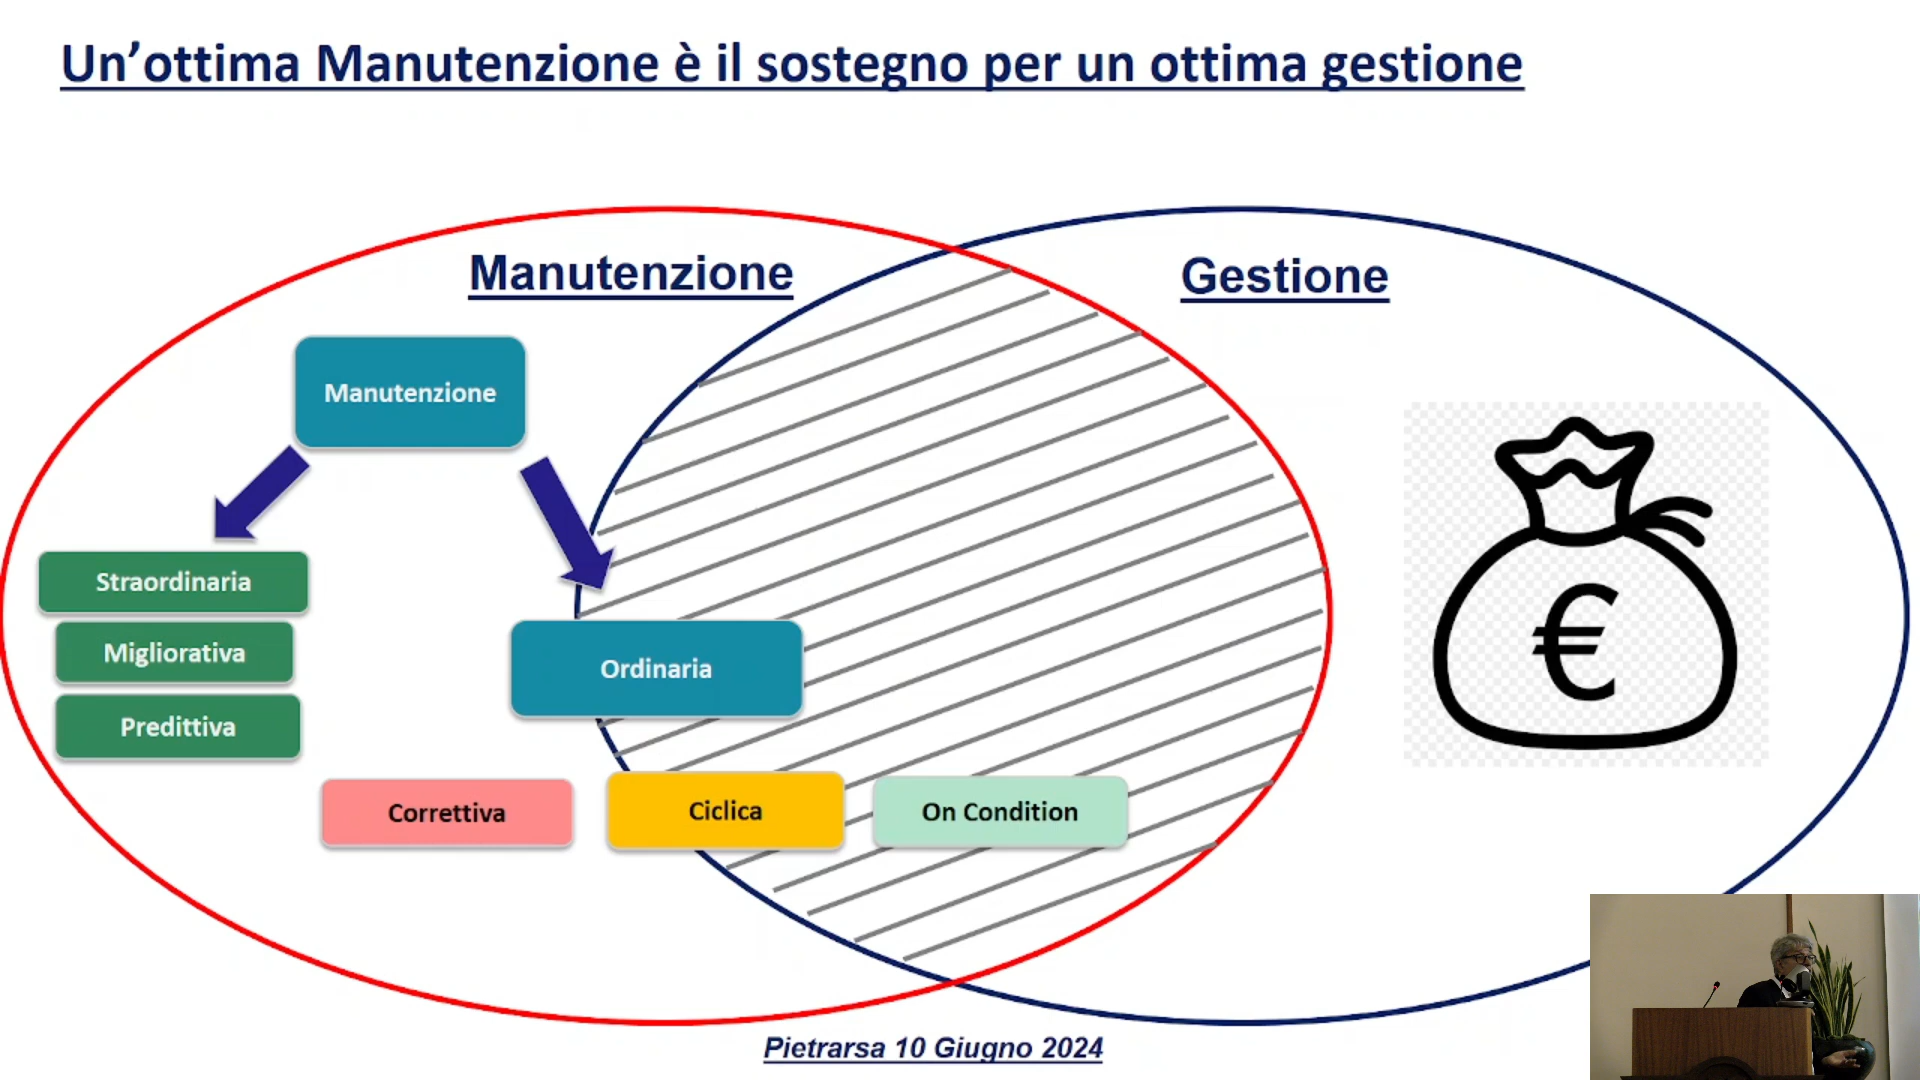 Un’ottima Manutenzione è il sostegno per un ottima gestione
Manutenzione
Gestione
Manutenzione
Straordinaria
Migliorativa
Predittiva
Ordinaria
Correttiva
Ciclica
On Condition
€
Pietrarsa 10 Giugno 2024